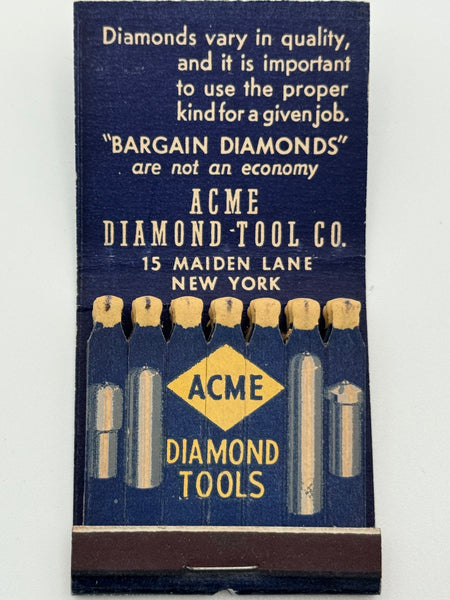 Diamonds vary in quality,
and it is important
to use the proper
kind for a given job.
"BARGAIN DIAMONDS"
are not an economy
ACME
DIAMOND-TOOL CO.
15 MAIDEN LANE
NEW YORK
ACME
DIAMOND
TOOLS